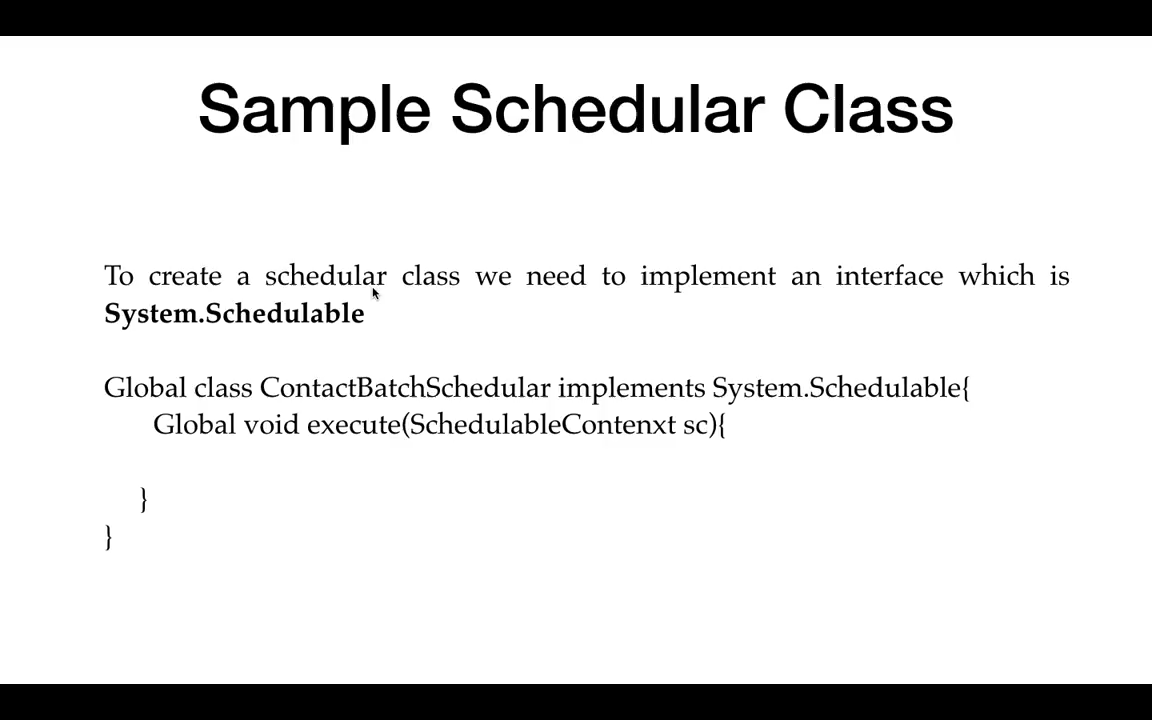 Sample Schedular Class
To create a schedular class we need to implement an interface which is
System.Schedulable
Global class ContactBatchSchedular implements System.Schedulable{
Global void execute(SchedulableContenxt sc){
}
}